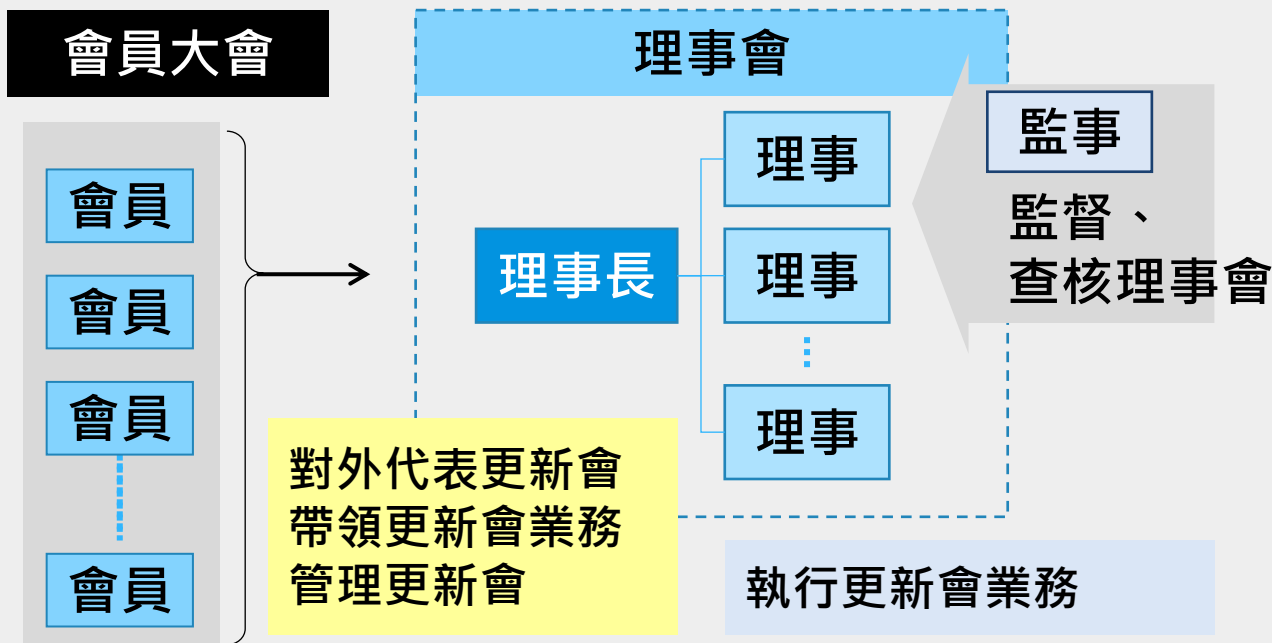 會員大會
會員
會員
會員
會員
理事會
理事長
理事
理事
理事
監事
監督、
查核理事會
對外代表更新會
帶領更新會業務
管理更新會
執行更新會業務